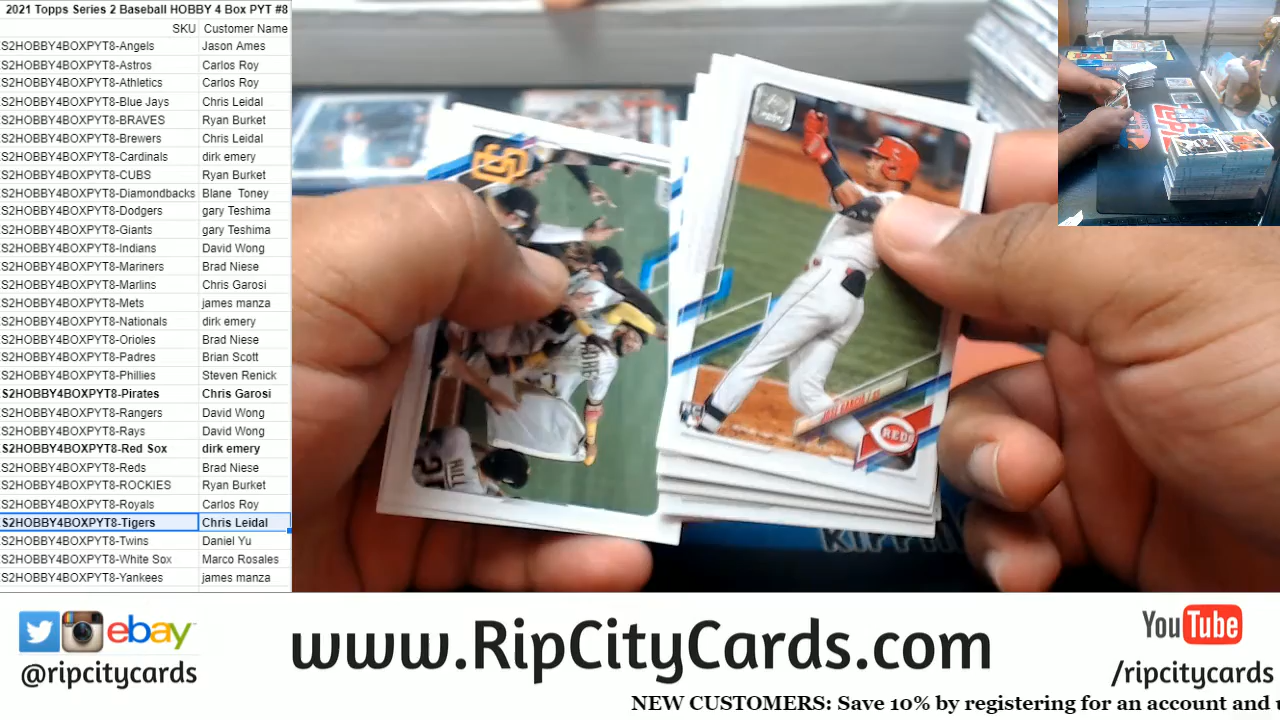 2021 Topps Series 2 Baseball HOBBY 4 Box PYT #8
SKU Customer Name
S2HOBBY4BOXPYT8-Angels Jason Ames
S2HOBBY4BOXPYT8-Astros Carlos Roy
S2HOBBY4BOXPYT8-Athletics Carlos Roy
S2HOBBY4BOXPYT8-Blue Jays Chris Leidal
S2HOBBY4BOXPYT8-BRAVES Ryan Burket
S2HOBBY4BOXPYT8-Brewers Chris Leidal
S2HOBBY4BOXPYT8-Cardinals dirk emery
S2HOBBY4BOXPYT8-CUBS Ryan Burket
S2HOBBY4BOXPYT8-Diamondbacks Blane Toney
S2HOBBY4BOXPYT8-Dodgers gary Teshima
S2HOBBY4BOXPYT8-Giants gary Teshima
S2HOBBY4BOXPYT8-Indians David Wong
S2HOBBY4BOXPYT8-Mariners Brad Niese
S2HOBBY4BOXPYT8-Marlins Chris Garosi
S2HOBBY4BOXPYT8-Mets james manza
S2HOBBY4BOXPYT8-Nationals dirk emery
S2HOBBY4BOXPYT8-Orioles Brad Niese
S2HOBBY4BOXPYT8-Padres Brian Scott
S2HOBBY4BOXPYT8-Phillies Steven Renick
S2HOBBY4BOXPYT8-Pirates Chris Garosi
S2HOBBY4BOXPYT8-Rangers David Wong
S2HOBBY4BOXPYT8-Rays David Wong
S2HOBBY4BOXPYT8-Red Sox dirk emery
S2HOBBY4BOXPYT8-Reds Brad Niese
S2HOBBY4BOXPYT8-ROCKIES Ryan Burket
S2HOBBY4BOXPYT8-Royals Carlos Roy
S2HOBBY4BOXPYT8-Tigers Chris Leidal
S2HOBBY4BOXPYT8-Twins Daniel Yu
S2HOBBY4BOXPYT8-White Sox Marco Rosales
S2HOBBY4BOXPYT8-Yankees james manza
SD
HILL
REDS
ebay
@ripcitycards
www.RipCityCards.com
YouTube
/ripcitycards
NEW CUSTOMERS: Save 10% by registering for an account and